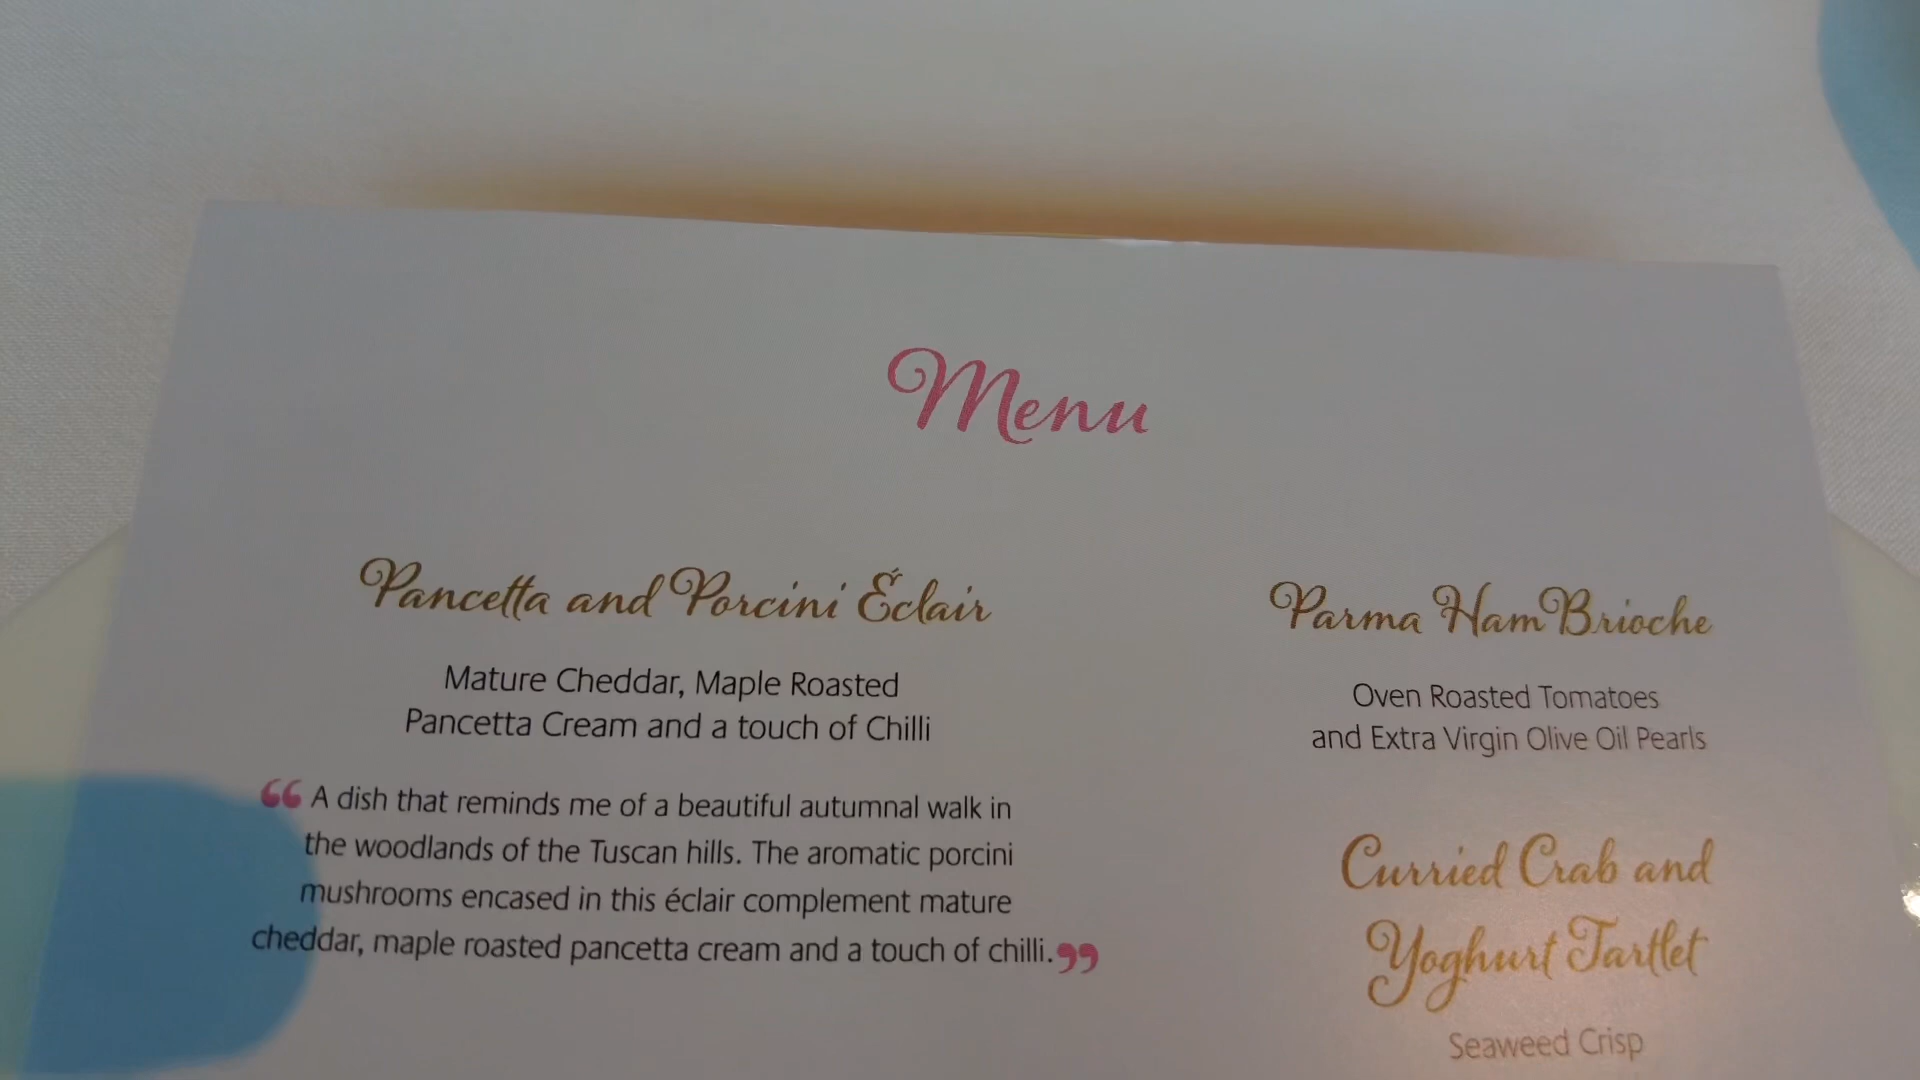 Menu
Pancetta and Porcini Éclair
Mature Cheddar, Maple Roasted
Pancetta Cream and a touch of Chilli
“ A dish that reminds me of a beautiful autumnal walk in
the woodlands of the Tuscan hills. The aromatic porcini
mushrooms encased in this éclair complement mature
cheddar, maple roasted pancetta cream and a touch of chilli. ”
Parma Ham Brioche
Oven Roasted Tomatoes
and Extra Virgin Olive Oil Pearls
Curried Crab and
Yoghurt Tartlet
Seaweed Crisp